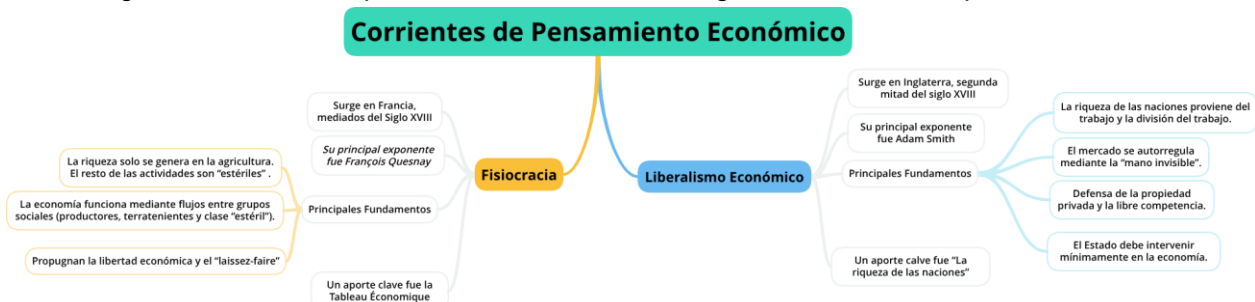 Corrientes de Pensamiento Económico
Surge en Francia,
mediados del Siglo XVIII
Su principal exponente
fue François Quesnay
Fisiocracia
Principales Fundamentos
La riqueza solo se genera en la agricultura.
El resto de las actividades son “estériles” .
La economía funciona mediante flujos entre grupos
sociales (productores, terratenientes y clase “estéril”).
Propugnan la libertad económica y el “laissez-faire”
Un aporte clave fue la
Tableau Économique
Liberalismo Económico
Surge en Inglaterra, segunda
mitad del siglo XVIII
Su principal exponente
fue Adam Smith
Principales Fundamentos
La riqueza de las naciones proviene del
trabajo y la división del trabajo.
El mercado se autorregula
mediante la “mano invisible”.
Defensa de la propiedad
privada y la libre competencia.
El Estado debe intervenir
mínimamente en la economía.
Un aporte calve fue “La
riqueza de las naciones”